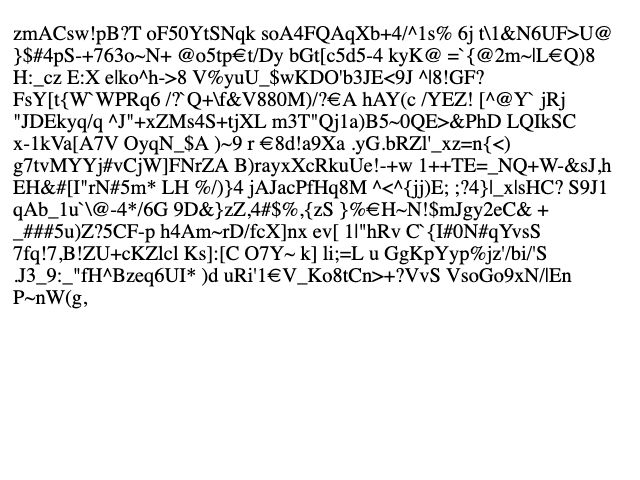 zmACsw!pB?T oF50YtSNqk soA4FQAqXb+4/^1s% 6j t\1&N6UF>U@
}$#4pS-+763o~N+ @o5tp€t/Dy bGt[c5d5-4 kyK@ =`{@2m~|L€Q)8
H:_cz E:X e|ko^h->8 V%yuU_$wKDO'b3JE<9J ^|8!GF?
FsY[t{W`WPRq6 /?`Q+\f&V880M)/?€A hAY(c /YEZ! [^@Y` jRj
"JDEkyq/q ^J"+xZMs4S+tjXL m3T"Qj1a)B5~0QE>&PhD LQIkSC
x-1kVa[A7V OyqN_$A )~9 r €8d!a9Xa .yG.bRZl'_xz=n{<)
g7tvMYYj#vCjW]FNrZA B)rayxXcRkuUe!-+w 1++TE=_NQ+W-&sJ,h
EH&#[I"rN#5m* LH %/)}4 jAJacPfHq8M ^<^{jj)E; ;?4}|_x|sHC? S9J1
qAb_1u`\@-4*/6G 9D&}zZ,4#$%,{zS }%€H~N!$mJgy2eC& +
_###5u)Z?5CF-p h4Am~rD/fcX]nx ev[ 1|"hRv C`{I#0N#qYvsS
7fq!7,B!ZU+cKZlcl Ks]:[C O7Y~ k] li;=L u GgKpYyp%jz'/bi/'S
.J3_9:_"fH^Bzeq6UI* )d uRi'1€V_Ko8tCn>+?VvS VsoGo9xN/|En
P~nW(g,